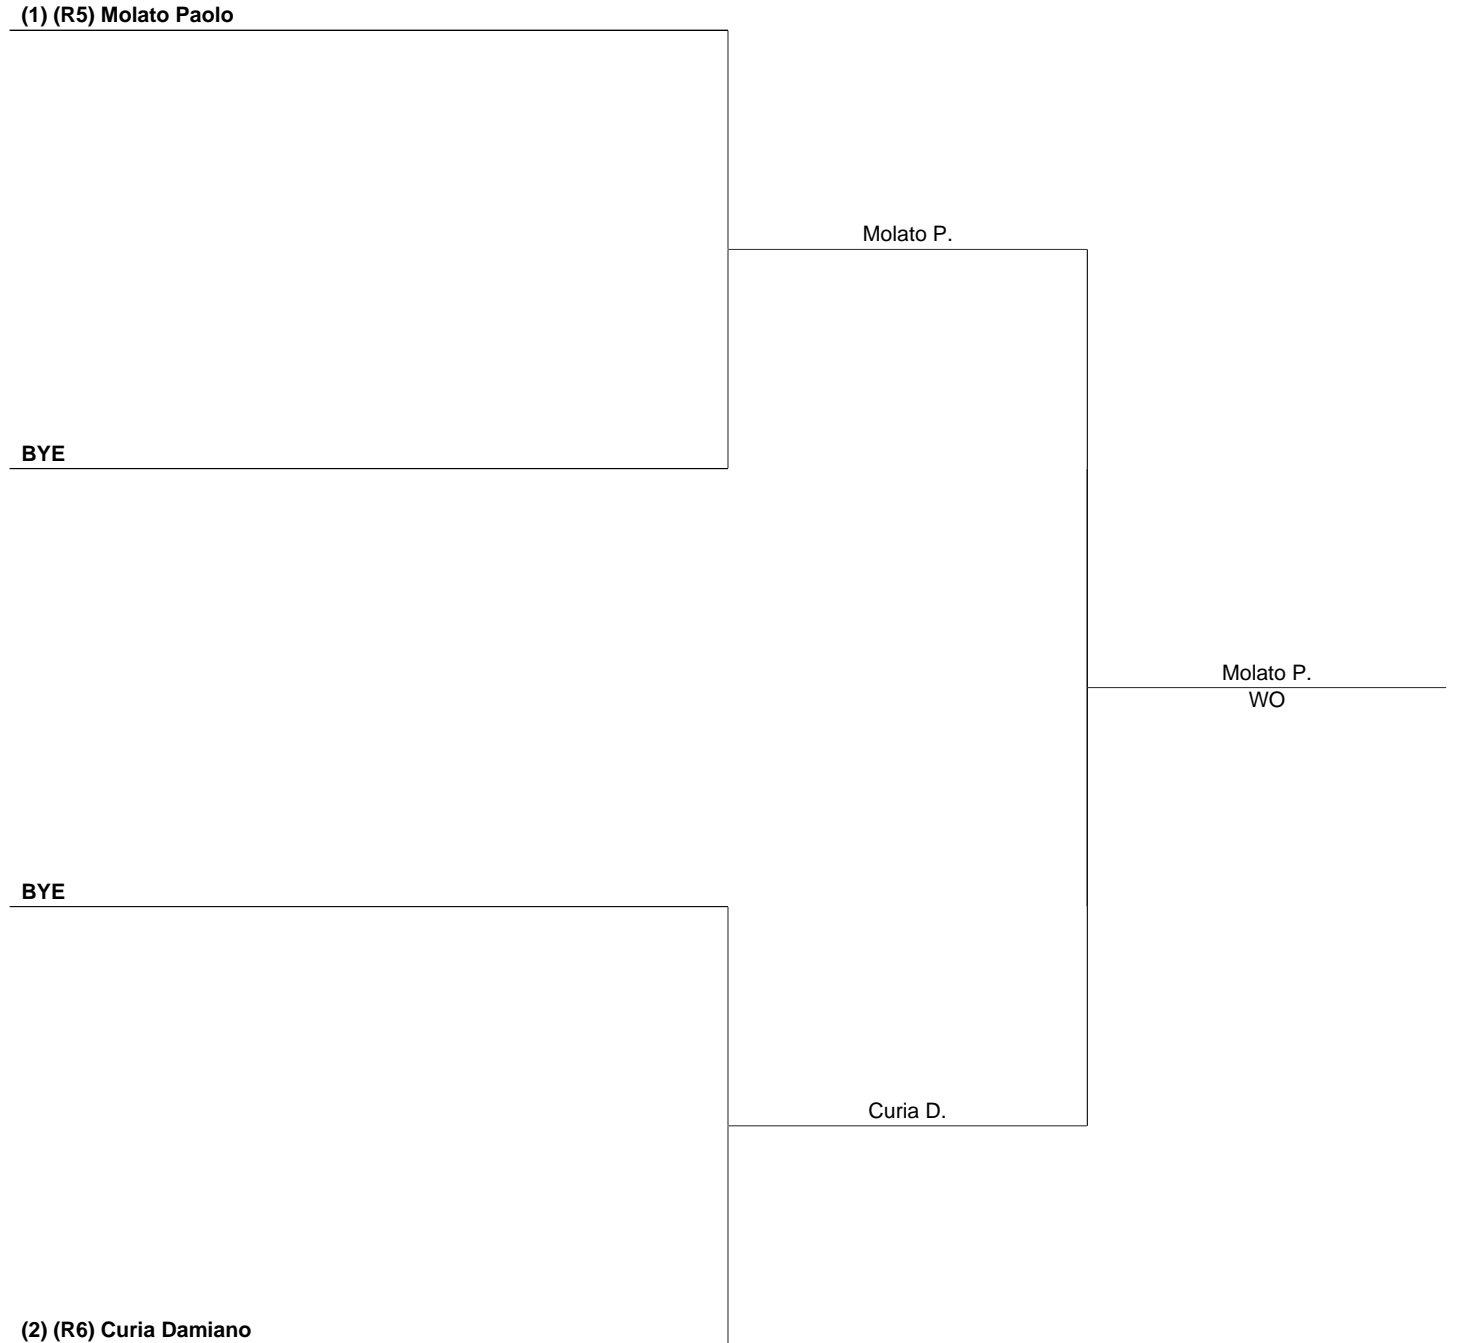 (1) (R5) Molato Paolo
Molato P.
BYE
Molato P.
WO
BYE
Curia D.
(2) (R6) Curia Damiano